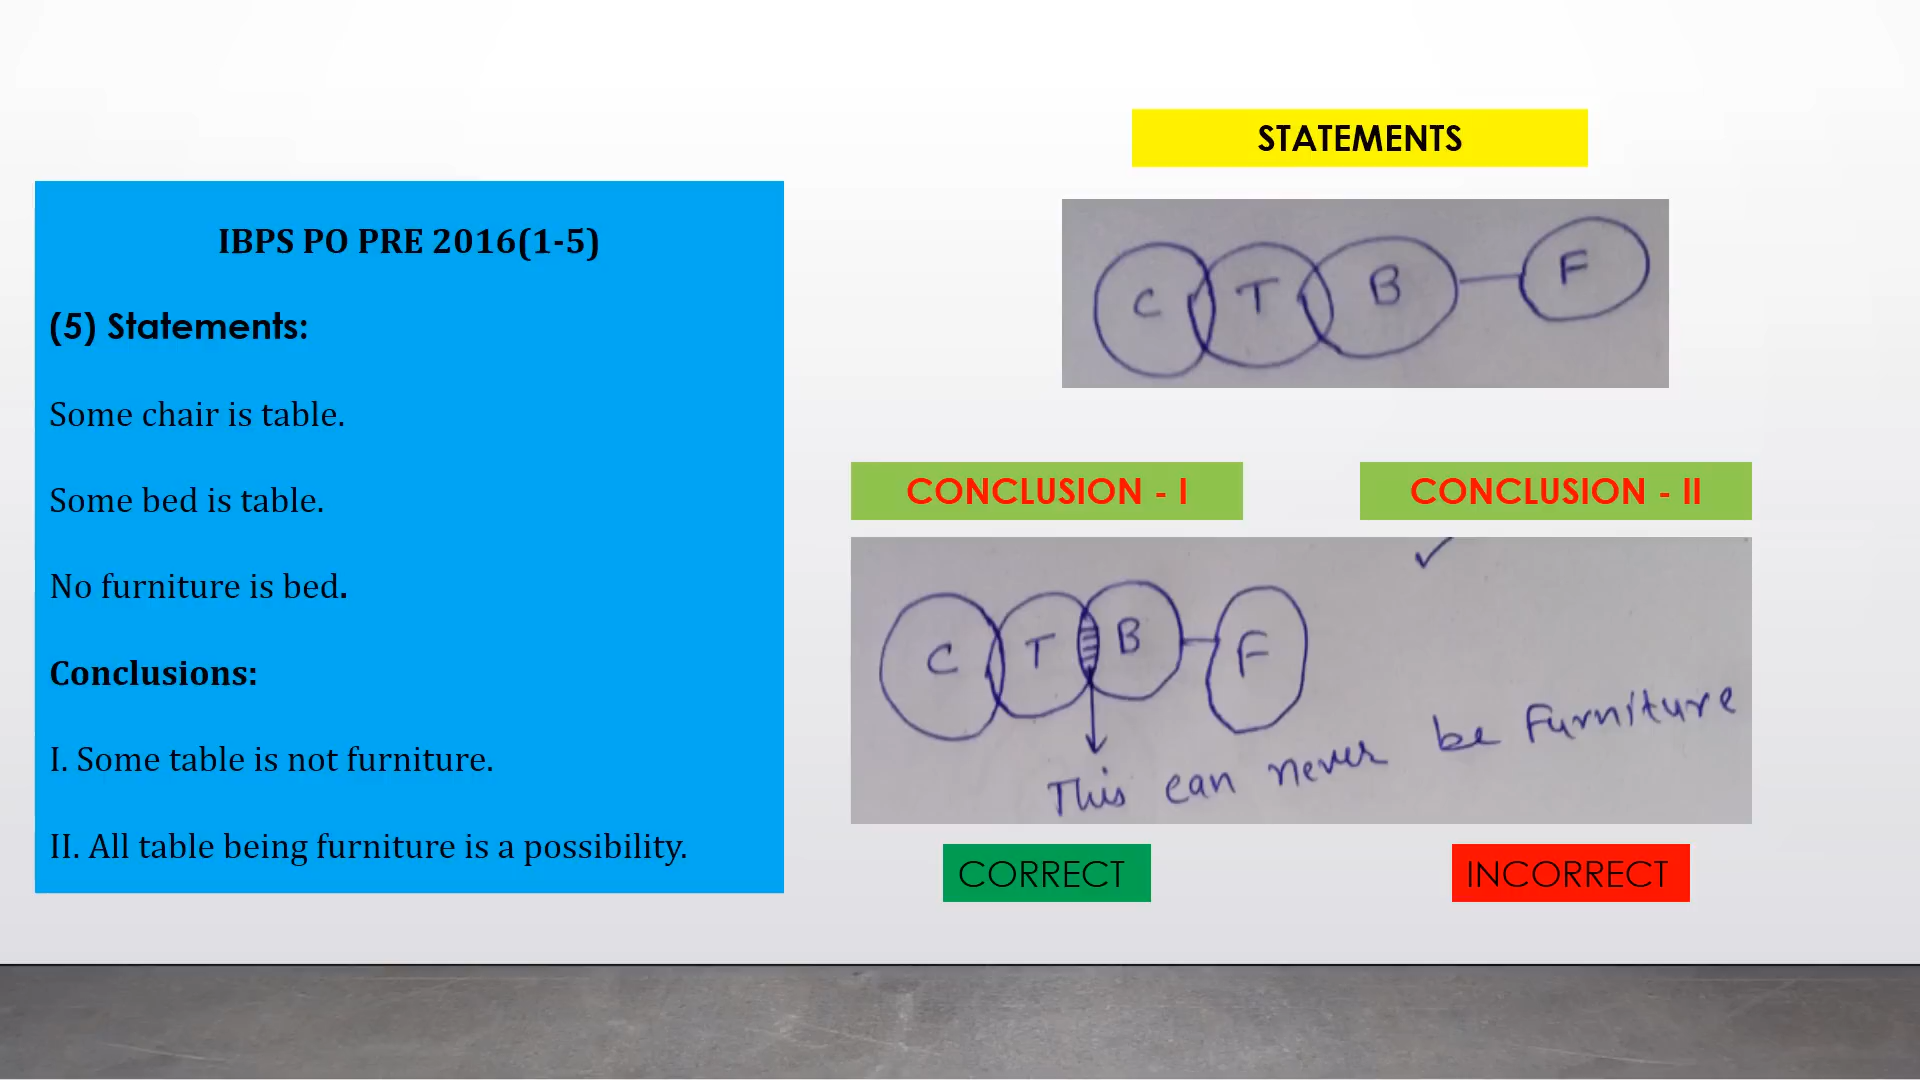 IBPS PO PRE 2016(1-5)
(5) Statements:
Some chair is table.
Some bed is table.
No furniture is bed.
Conclusions:
I. Some table is not furniture.
II. All table being furniture is a possibility.
STATEMENTS
C T B F
CONCLUSION - I
CONCLUSION - II
C T B F
This can never be Furniture
CORRECT
INCORRECT